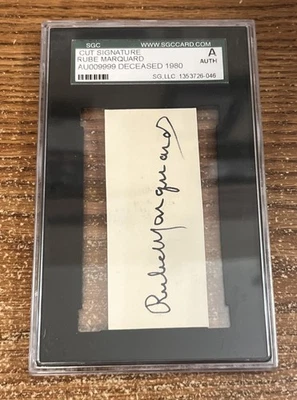 SGC WWW.SGCCARD.COM
CUT SIGNATURE A
RUBE MARQUARD AUTH
AU009999 DECEASED 1980
SG, LLC 1353726-046
Rube Marquard